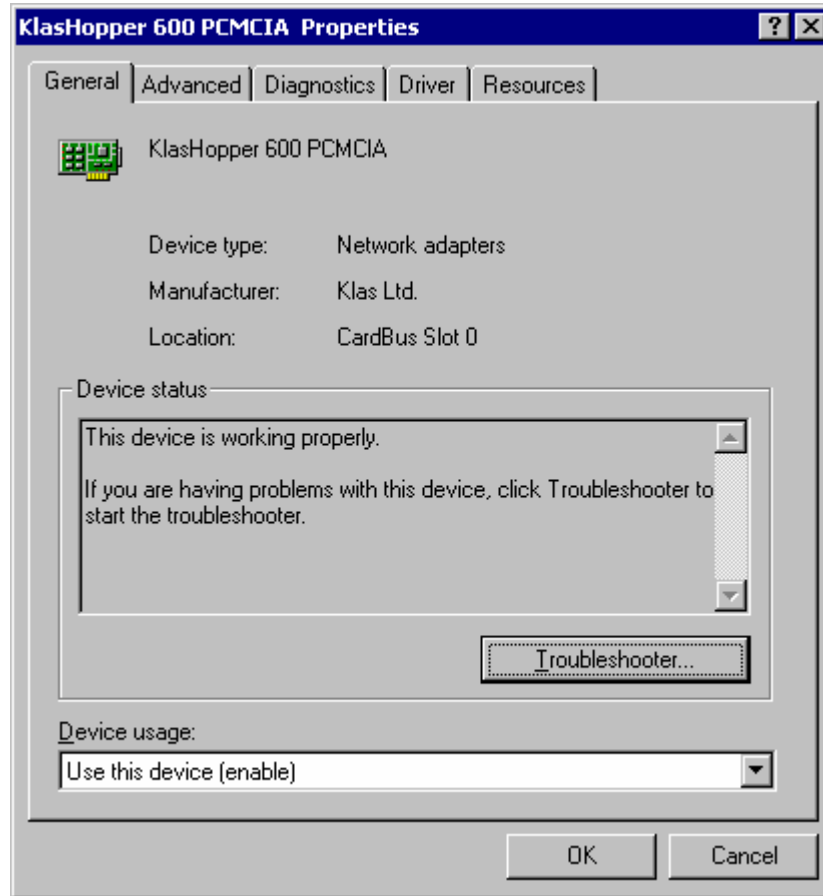 KlasHopper 600 PCMCIA  Properties
General Advanced Diagnostics Driver Resources
KlasHopper 600 PCMCIA
Device type: Network adapters
Manufacturer: Klas Ltd.
Location: CardBus Slot 0
Device status
This device is working properly.
If you are having problems with this device, click Troubleshooter to
start the troubleshooter.
Troubleshooter...
Device usage:
Use this device (enable)
OK Cancel